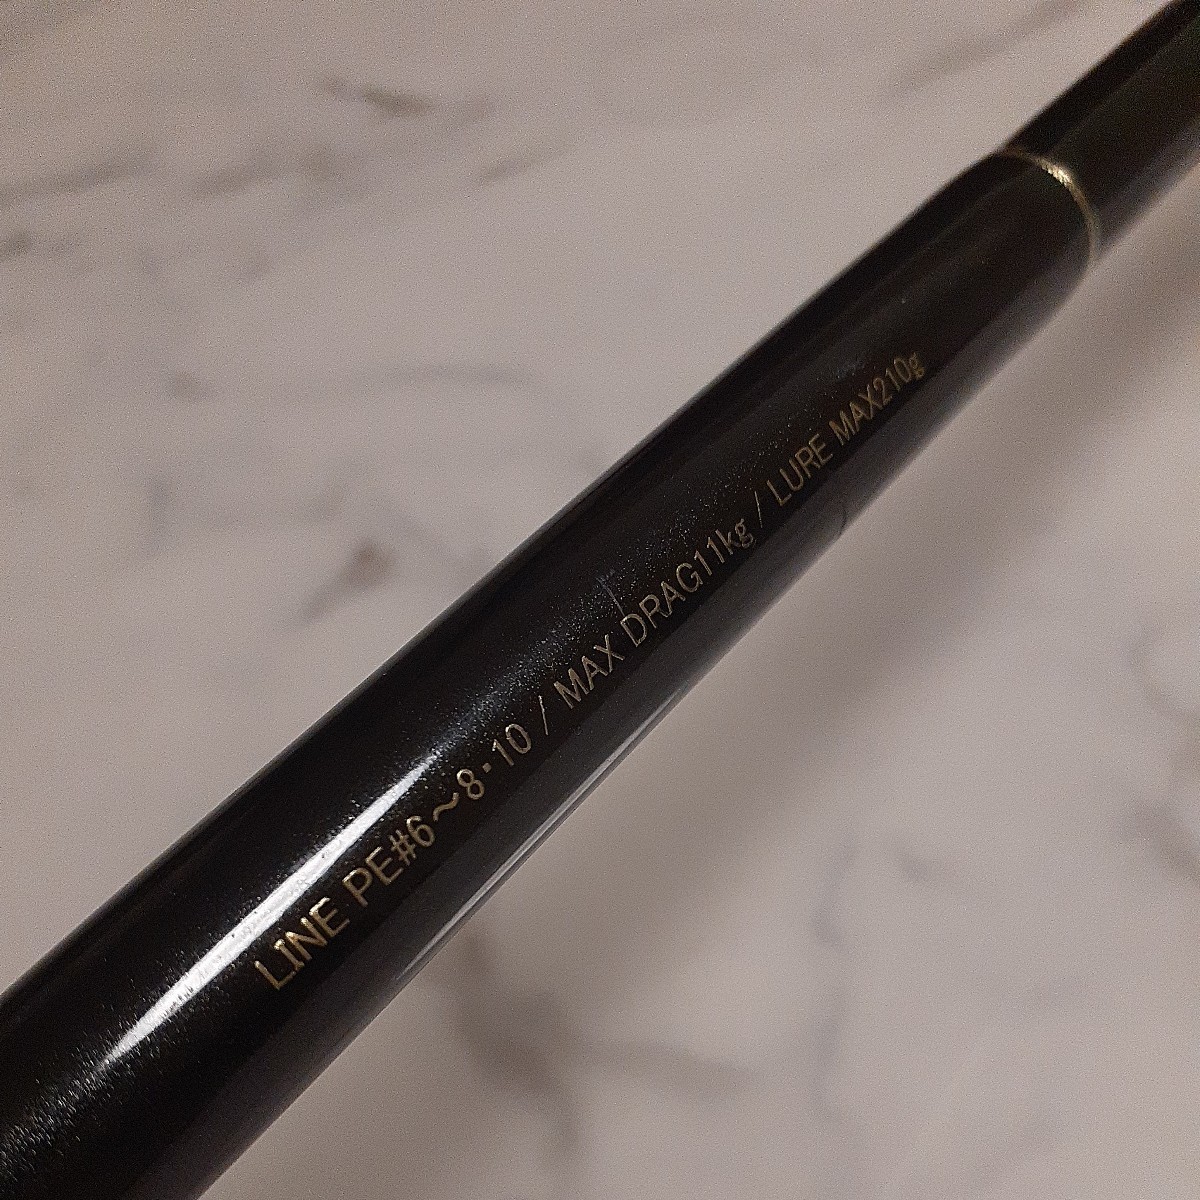 LINE PE#6～8・10 / MAX DRAG11kg / LURE MAX210g